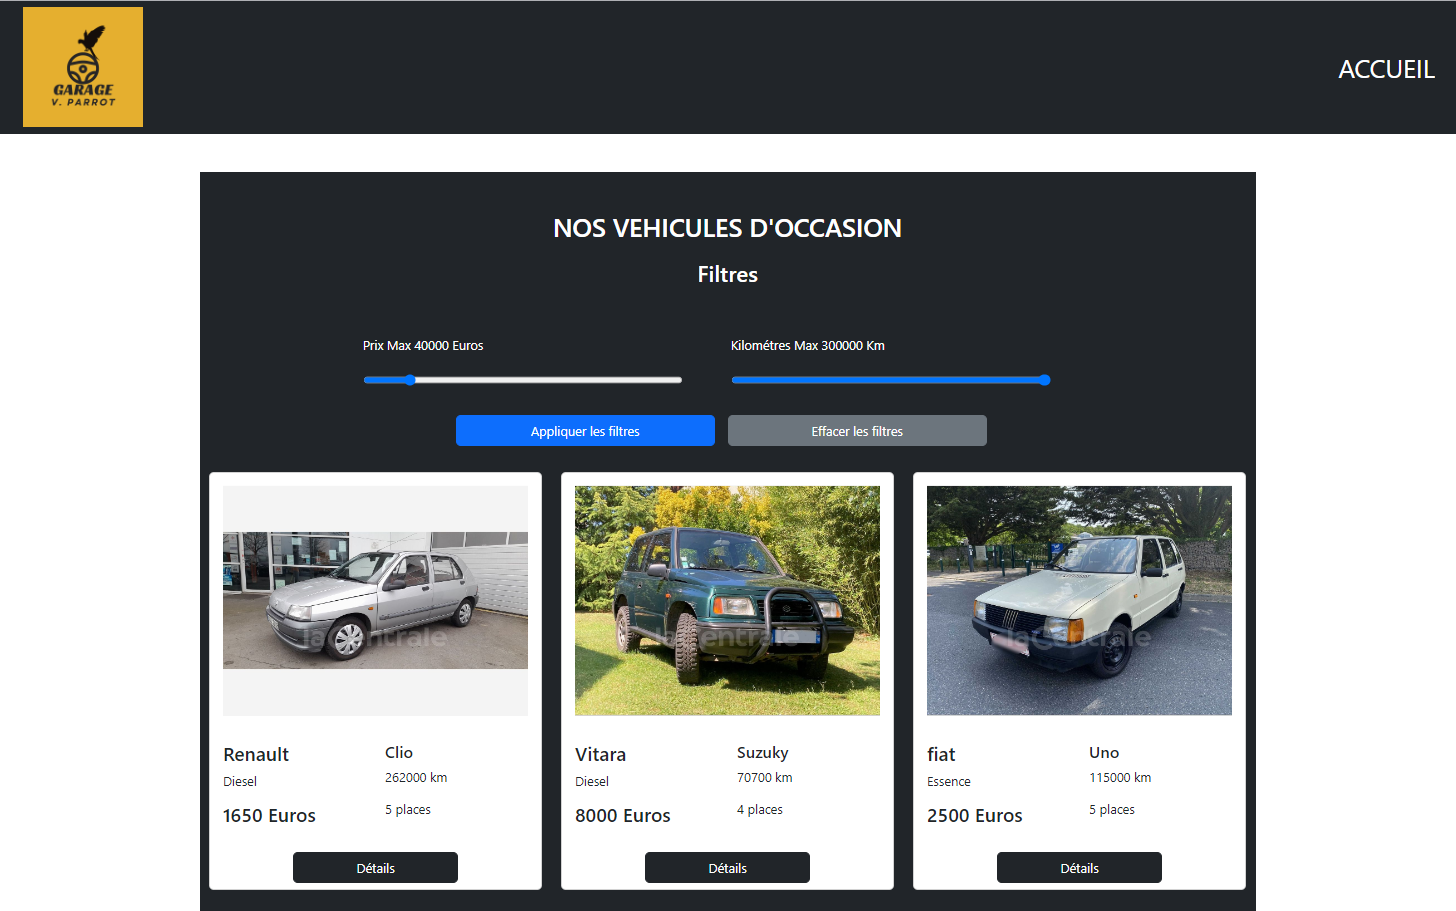 GARAGE
V. PARROT
ACCUEIL
NOS VEHICULES D'OCCASION
Filtres
Prix Max 40000 Euros
Kilométres Max 300000 Km
Appliquer les filtres
Effacer les filtres
laCentrale
laCentrale
laCentrale
Renault
Clio
Diesel
262000 km
1650 Euros
5 places
Détails
Vitara
Suzuky
Diesel
70700 km
8000 Euros
4 places
Détails
fiat
Uno
Essence
115000 km
2500 Euros
5 places
Détails